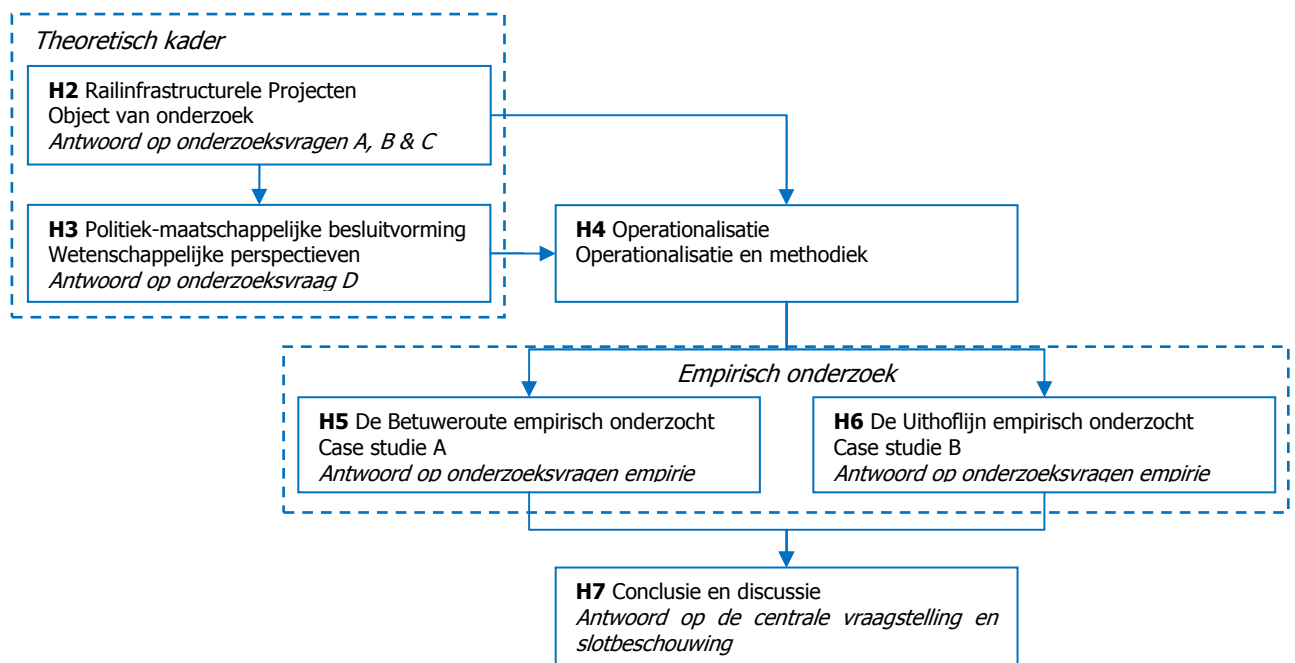 Theoretisch kader
H2 Railinfrastructurele Projecten
Object van onderzoek
Antwoord op onderzoeksvragen A, B & C
H3 Politiek-maatschappelijke besluitvorming
Wetenschappelijke perspectieven
Antwoord op onderzoeksvraag D
H4 Operationalisatie
Operationalisatie en methodiek
Empirisch onderzoek
H5 De Betuweroute empirisch onderzocht
Case studie A
Antwoord op onderzoeksvragen empirie
H6 De Uithoflijn empirisch onderzocht
Case studie B
Antwoord op onderzoeksvragen empirie
H7 Conclusie en discussie
Antwoord op de centrale vraagstelling en
slotbeschouwing